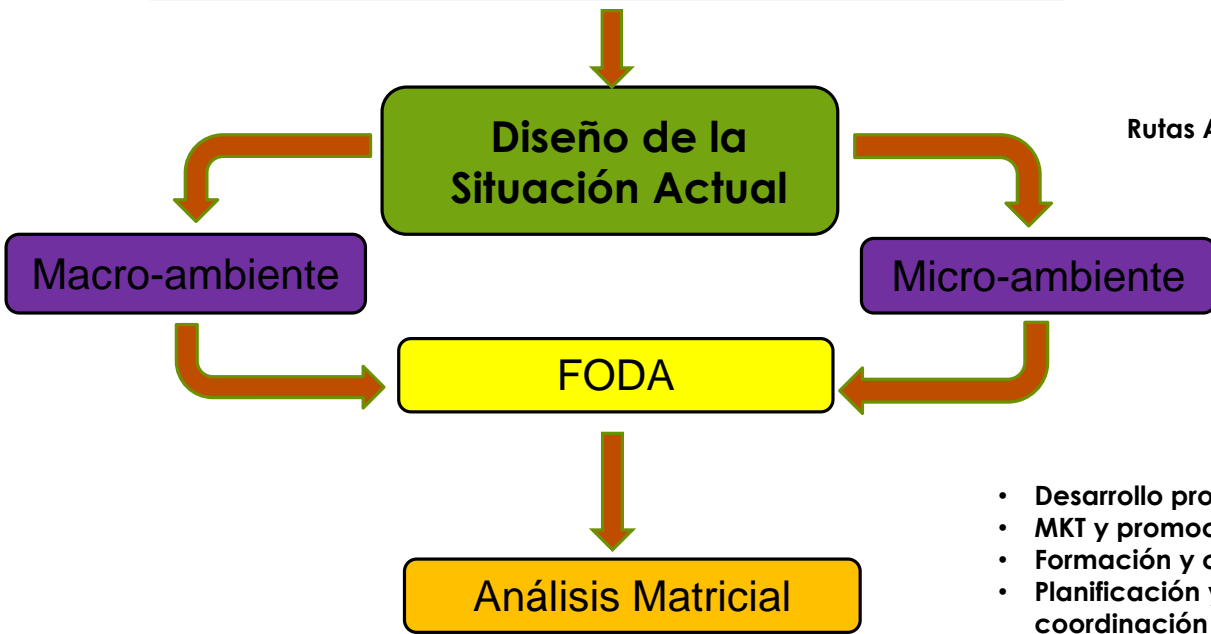 Diseño de la
Situación Actual
Rutas
Macro-ambiente
Micro-ambiente
FODA
Análisis Matricial
• Desarrollo
• MKT y
• Formación y
• Planificación
coordinación